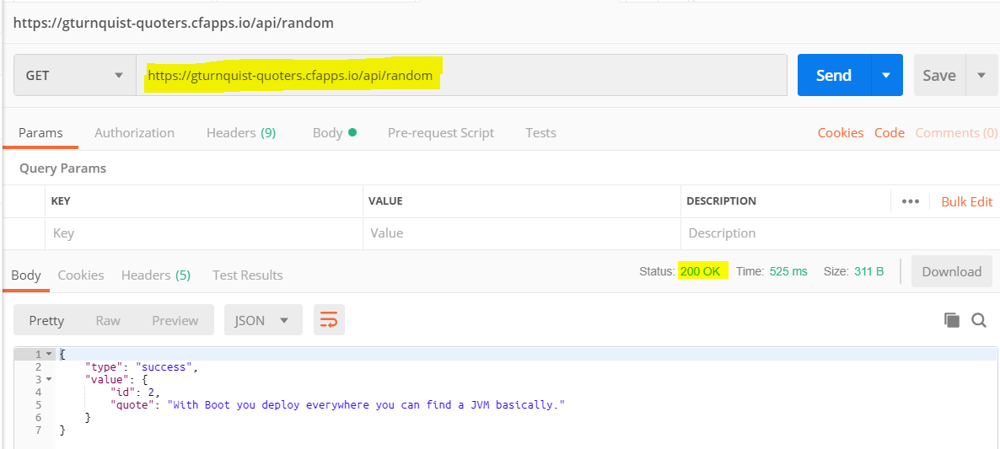 https://gturnquist-quoters.cfapps.io/api/random
GET https://gturnquist-quoters.cfapps.io/api/random Send Save
Params Authorization Headers (9) Body Pre-request Script Tests Cookies Code Comments (0)
Query Params
KEY VALUE DESCRIPTION ••• Bulk Edit
Key Value Description
Body Cookies Headers (5) Test Results Status: 200 OK Time: 525 ms Size: 311 B Download
Pretty Raw Preview JSON
1 {
2 "type": "success",
3 "value": {
4 "id": 2,
5 "quote": "With Boot you deploy everywhere you can find a JVM basically."
6 }
7 }